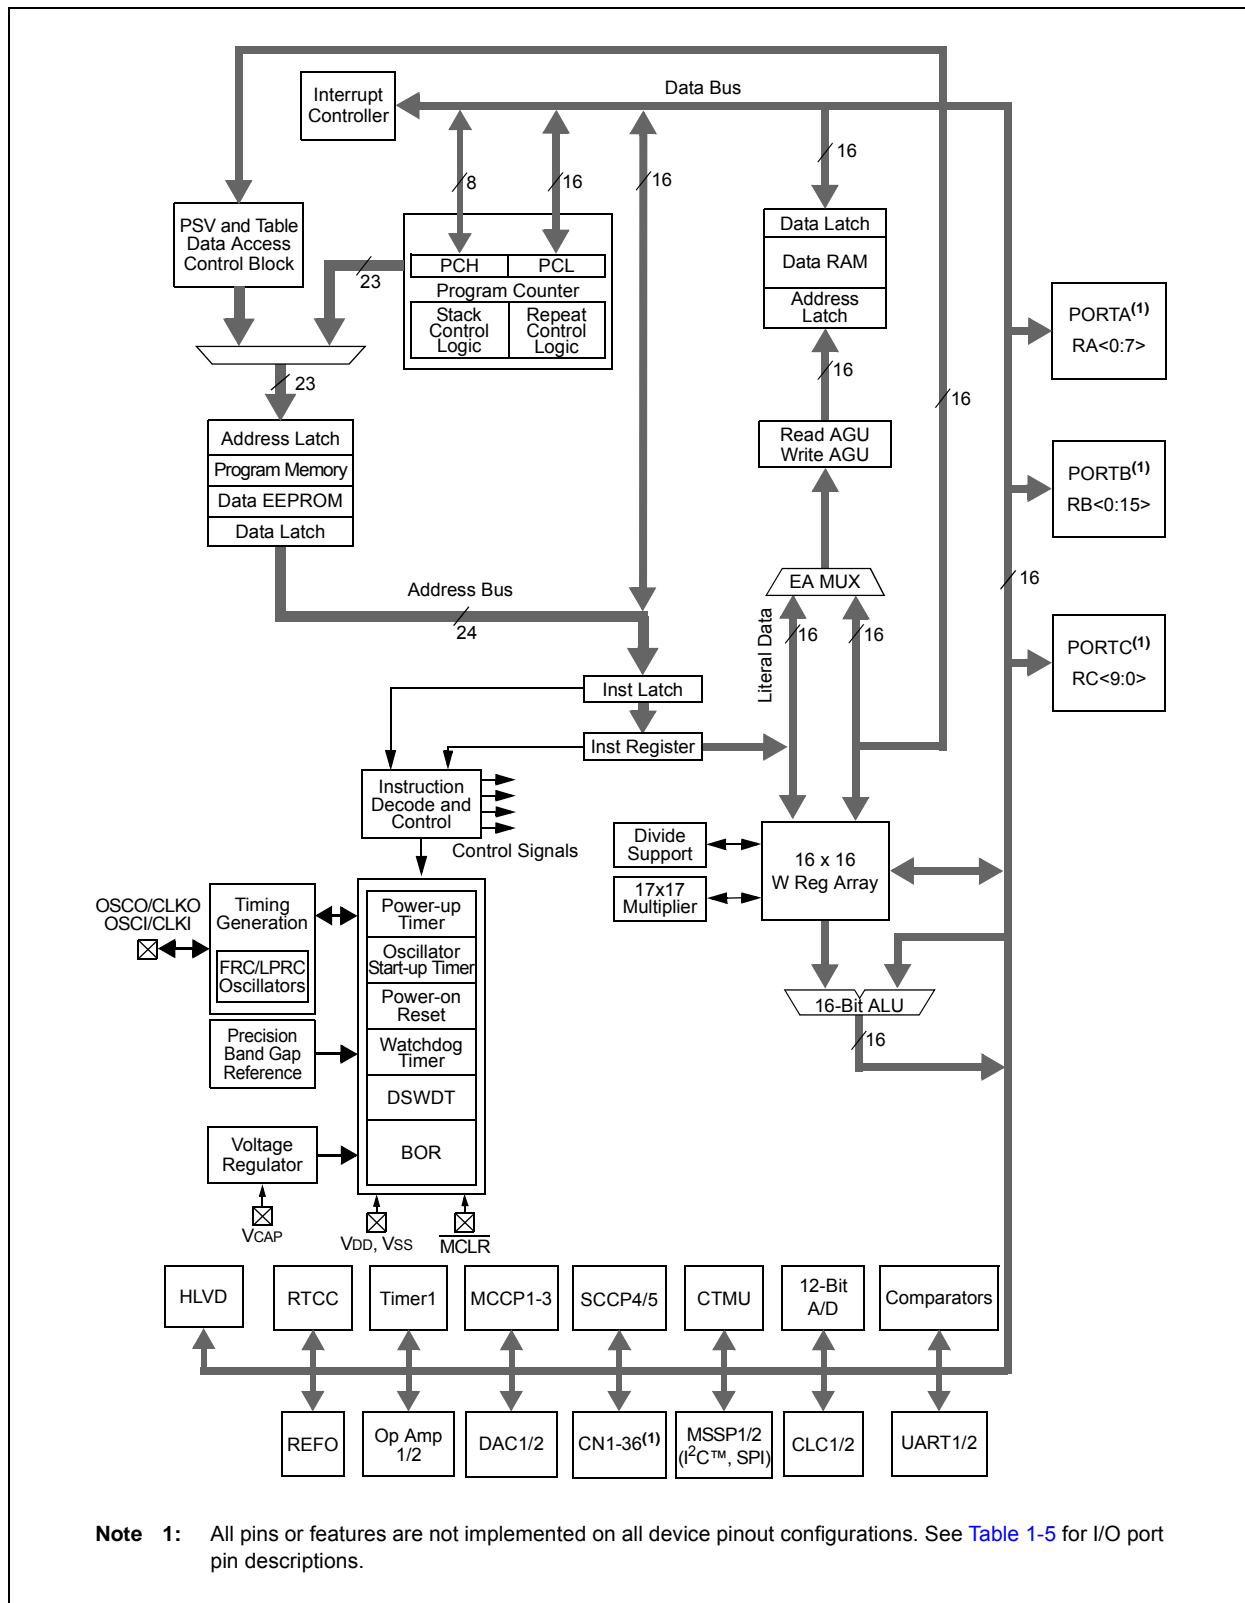 Data Bus
Interrupt
Controller
8
16
16
16
PSV and Table
Data Access
Control Block
23
PCH
PCL
Program Counter
Stack
Control
Logic
Repeat
Control
Logic
Data Latch
Data RAM
Address
Latch
16
16
23
Address Latch
Program Memory
Data EEPROM
Data Latch
Read AGU
Write AGU
PORTA(1)
RA<0:7>
PORTB(1)
RB<0:15>
16
PORTC(1)
RC<9:0>
Address Bus
24
EA MUX
Literal Data
16
16
Inst Latch
Inst Register
Instruction
Decode and
Control
Control Signals
Divide
Support
17x17
Multiplier
16 x 16
W Reg Array
16-Bit ALU
16
OSCO/CLKO
OSCI/CLKI
Timing
Generation
FRC/LPRC
Oscillators
Precision
Band Gap
Reference
Voltage
Regulator
Power-up
Timer
Oscillator
Start-up Timer
Power-on
Reset
Watchdog
Timer
DSWDT
BOR
VCAP
VDD, VSS
MCLR
HLVD
RTCC
Timer1
MCCP1-3
SCCP4/5
CTMU
12-Bit
A/D
Comparators
REFO
Op Amp
1/2
DAC1/2
CN1-36(1)
MSSP1/2
(I2C™, SPI)
CLC1/2
UART1/2
Note 1: All pins or features are not implemented on all device pinout configurations. See Table 1-5 for I/O port
pin descriptions.